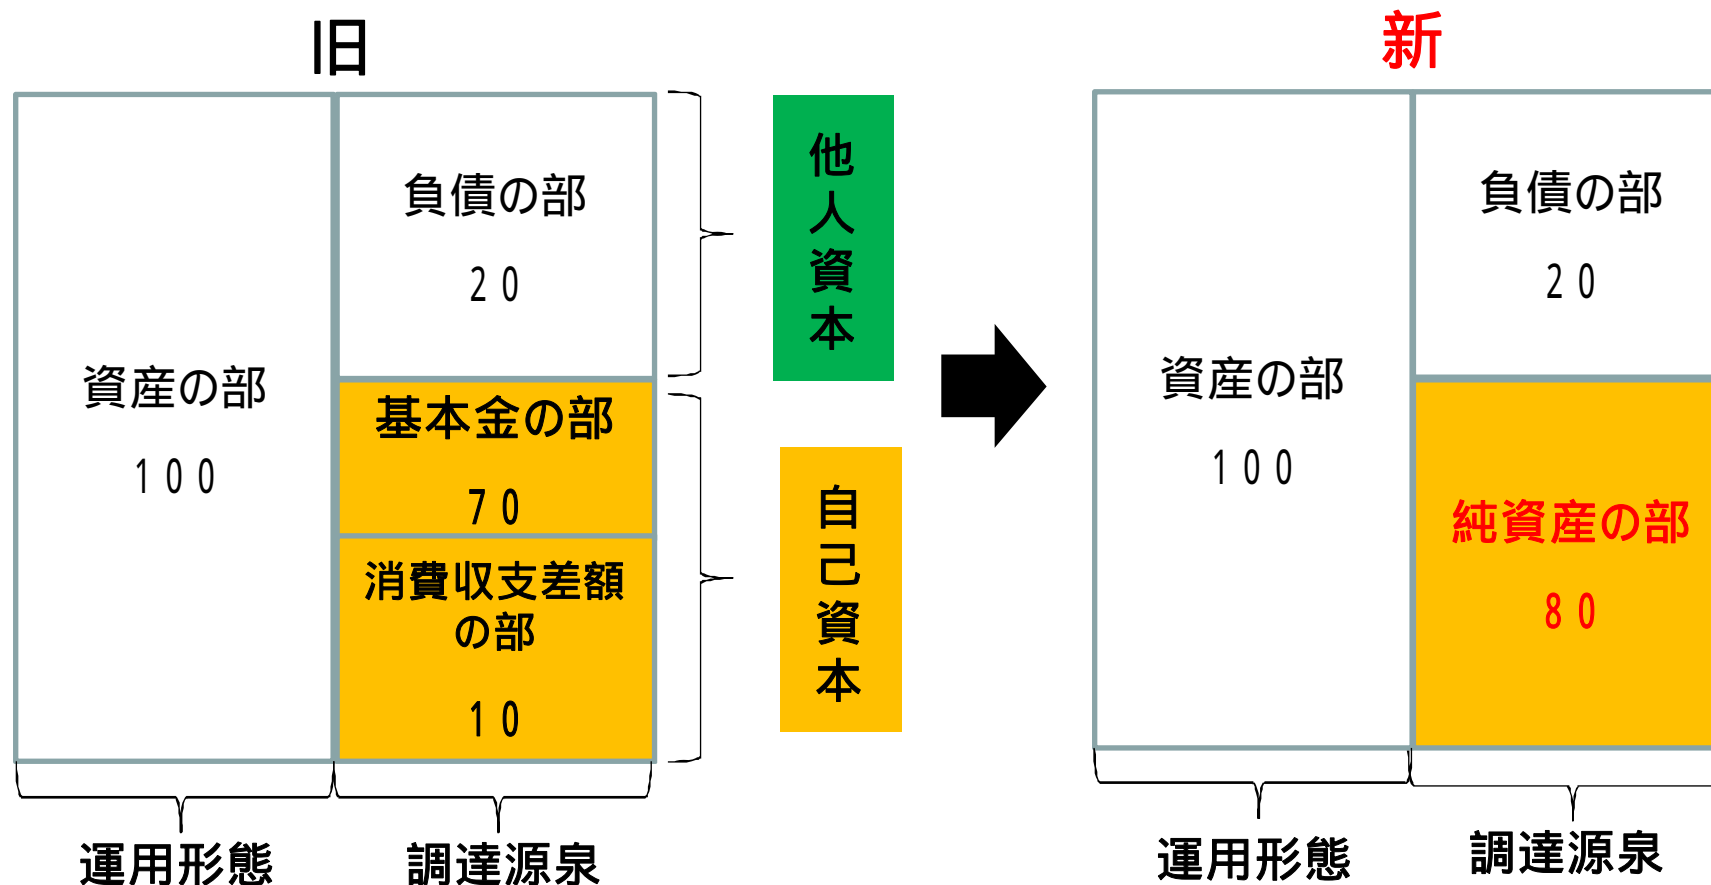 旧
資産の部
１００
負債の部
２０
基本金の部
７０
消費収支差額
の部
１０
他人資本
自己資本
運用形態
調達源泉
新
資産の部
１００
負債の部
２０
純資産の部
８０
運用形態
調達源泉